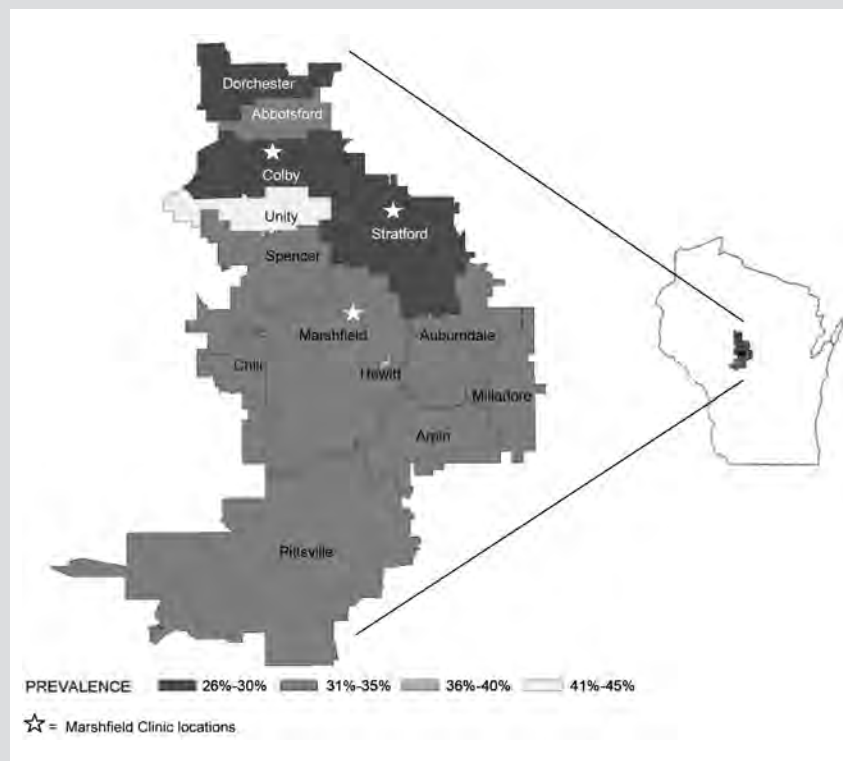 Dorchester
Abbotsford
Colby
Unity
Stratford
Spencer
Marshfield
Auburndale
Chili
Hewitt
Milladore
Arpin
Pittsville
PREVALENCE 26%-30% 31%-35% 36%-40% 41%-45%
= Marshfield Clinic locations